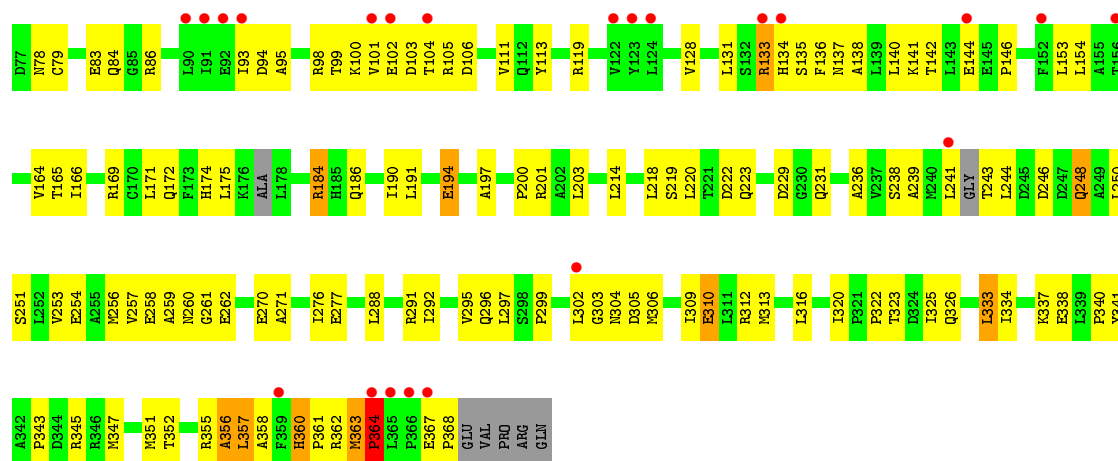 D77 N78 C79 E83 Q84 G85 R86 L90 I91 E92 I93 D94 A95 R98 T99 K100 V101 E102 D103 T104 R105 D106 V111 Q112 Y113 R119 V122 Y123 L124 V128 L131 S132 R133 H134 S135 F136 N137 A138 L139 L140 K141 T142 L143 E144 E145 P146 F152 L153 L154 A155 T156
V164 T165 I166 R169 C170 L171 Q172 F173 H174 L175 K176 ALA L178 R184 H185 Q186 I190 L191 E194 A197 P200 R201 A202 L203 L214 L218 S219 L220 T221 D222 Q223 D229 G230 Q231 A236 V237 S238 A239 M240 L241 GLY T243 L244 D245 D246 D247 Q248 A249 L250
S251 L252 V253 E254 A255 M256 V257 E258 A259 N260 G261 E262 E270 A271 I276 E277 L288 R291 I292 V295 Q296 L297 S298 P299 L302 G303 N304 D305 M306 I309 E310 L311 R312 M313 L316 I320 P321 P322 T323 D324 I325 Q326 L333 I334 K337 E338 L339 P340 Y341
A342 P343 D344 R345 R346 M347 M351 T352 R355 A356 L357 A358 F359 H360 P361 R362 M363 P364 L365 P366 E367 P368 GLU VAL PRO ARG GLN